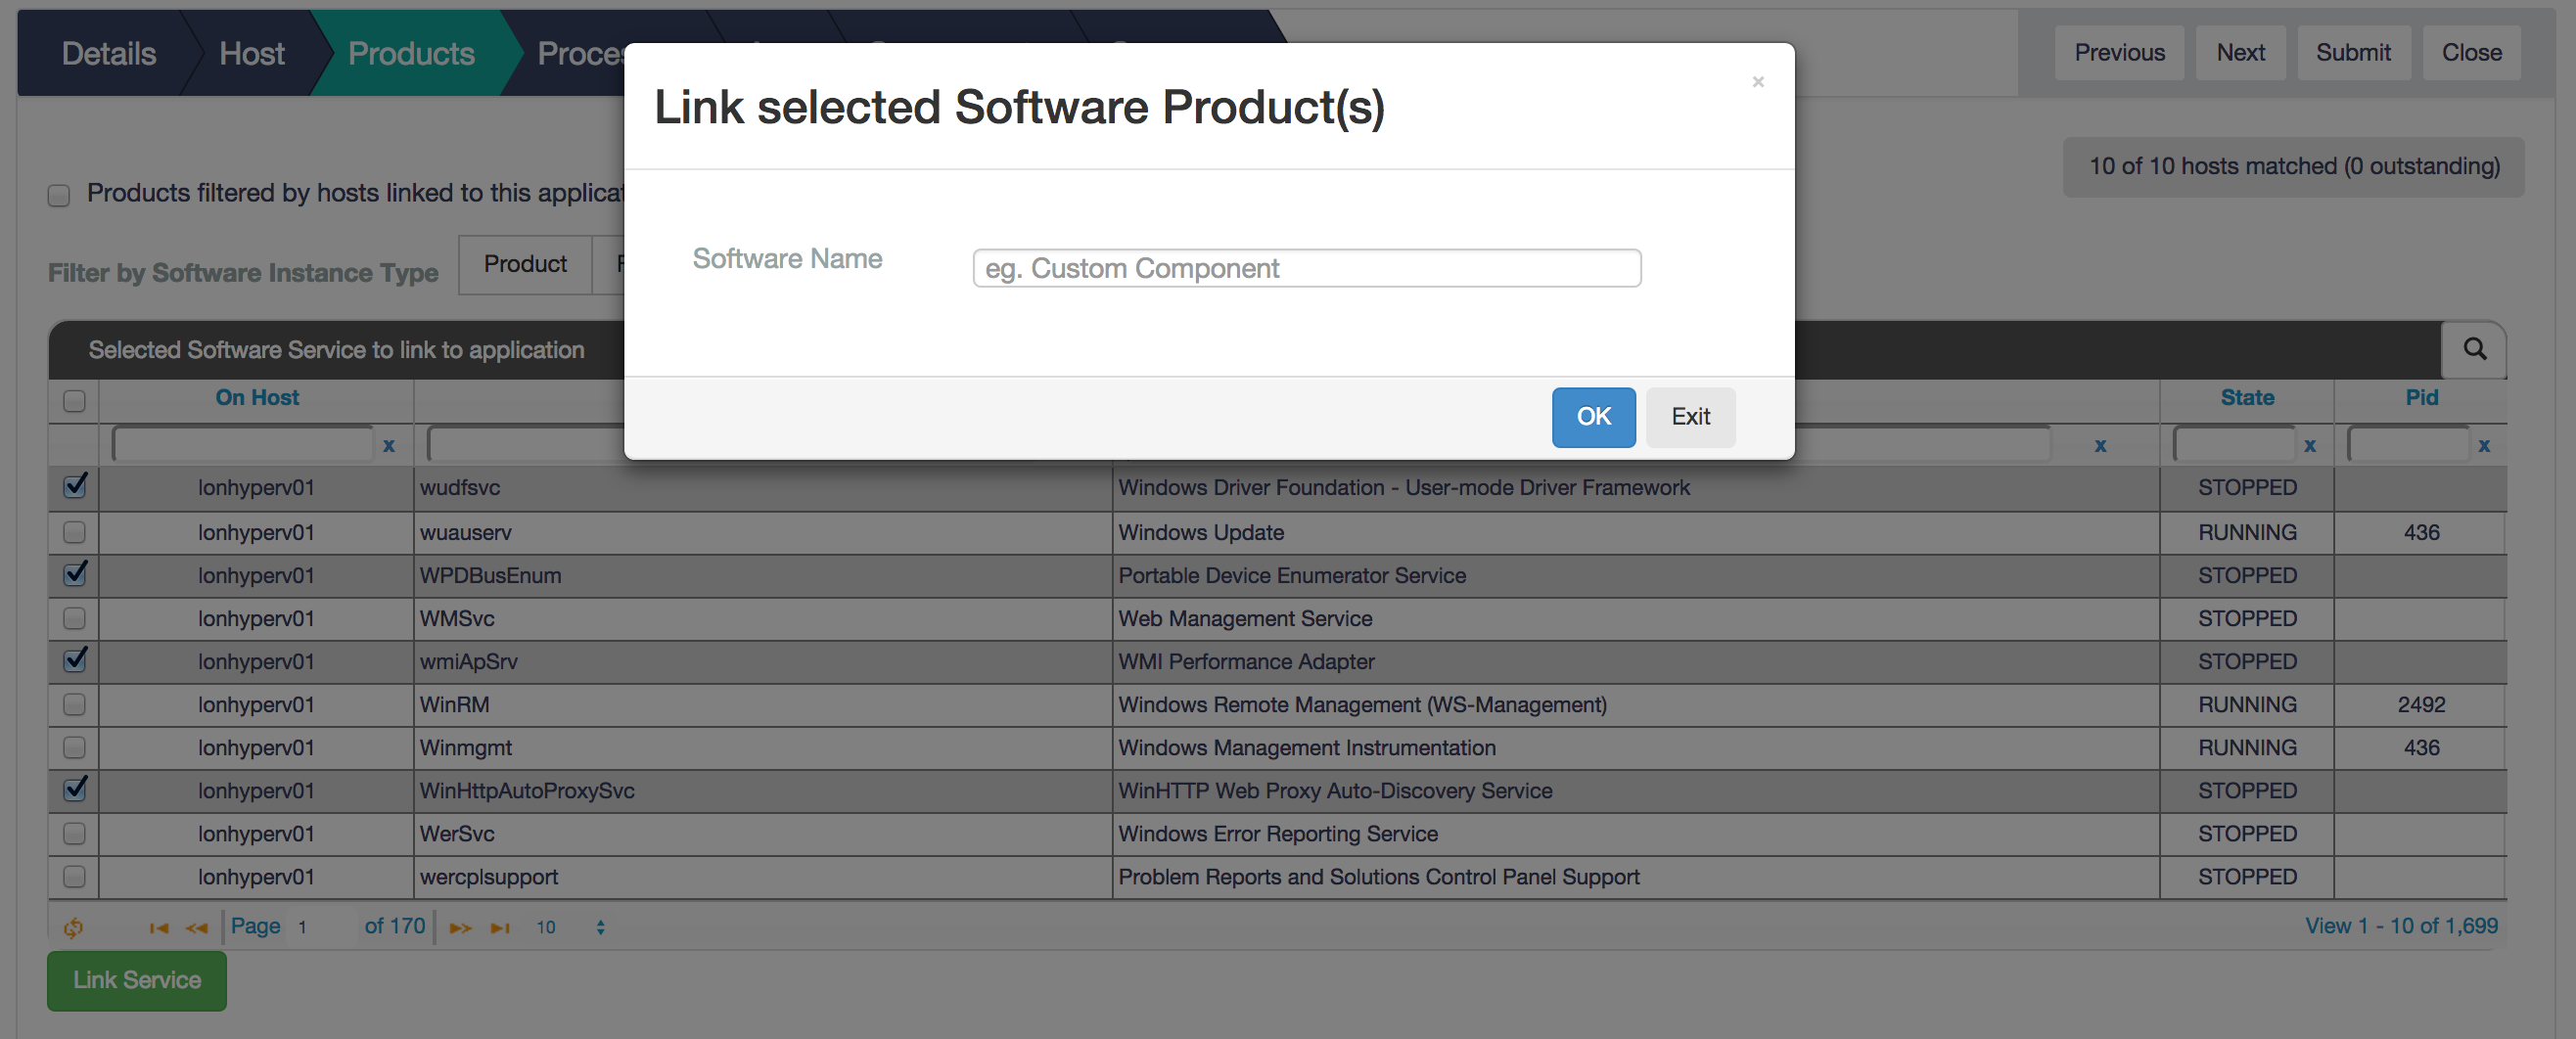 Details Host Products Proces
Previous Next Submit Close
×
Link selected Software Product(s)
10 of 10 hosts matched (0 outstanding)
Products filtered by hosts linked to this applicat
Software Name eg. Custom Component
Filter by Software Instance Type Product
Selected Software Service to link to application
OK Exit
On Host State Pid
x x x x
lonhyperv01 wudfsvc Windows Driver Foundation - User-mode Driver Framework STOPPED
lonhyperv01 wuauserv Windows Update RUNNING 436
lonhyperv01 WPDBusEnum Portable Device Enumerator Service STOPPED
lonhyperv01 WMSvc Web Management Service STOPPED
lonhyperv01 wmiApSrv WMI Performance Adapter STOPPED
lonhyperv01 WinRM Windows Remote Management (WS-Management) RUNNING 2492
lonhyperv01 Winmgmt Windows Management Instrumentation RUNNING 436
lonhyperv01 WinHttpAutoProxySvc WinHTTP Web Proxy Auto-Discovery Service STOPPED
lonhyperv01 WerSvc Windows Error Reporting Service STOPPED
lonhyperv01 wercplsupport Problem Reports and Solutions Control Panel Support STOPPED
Page 1 of 170 10 View 1 - 10 of 1,699
Link Service